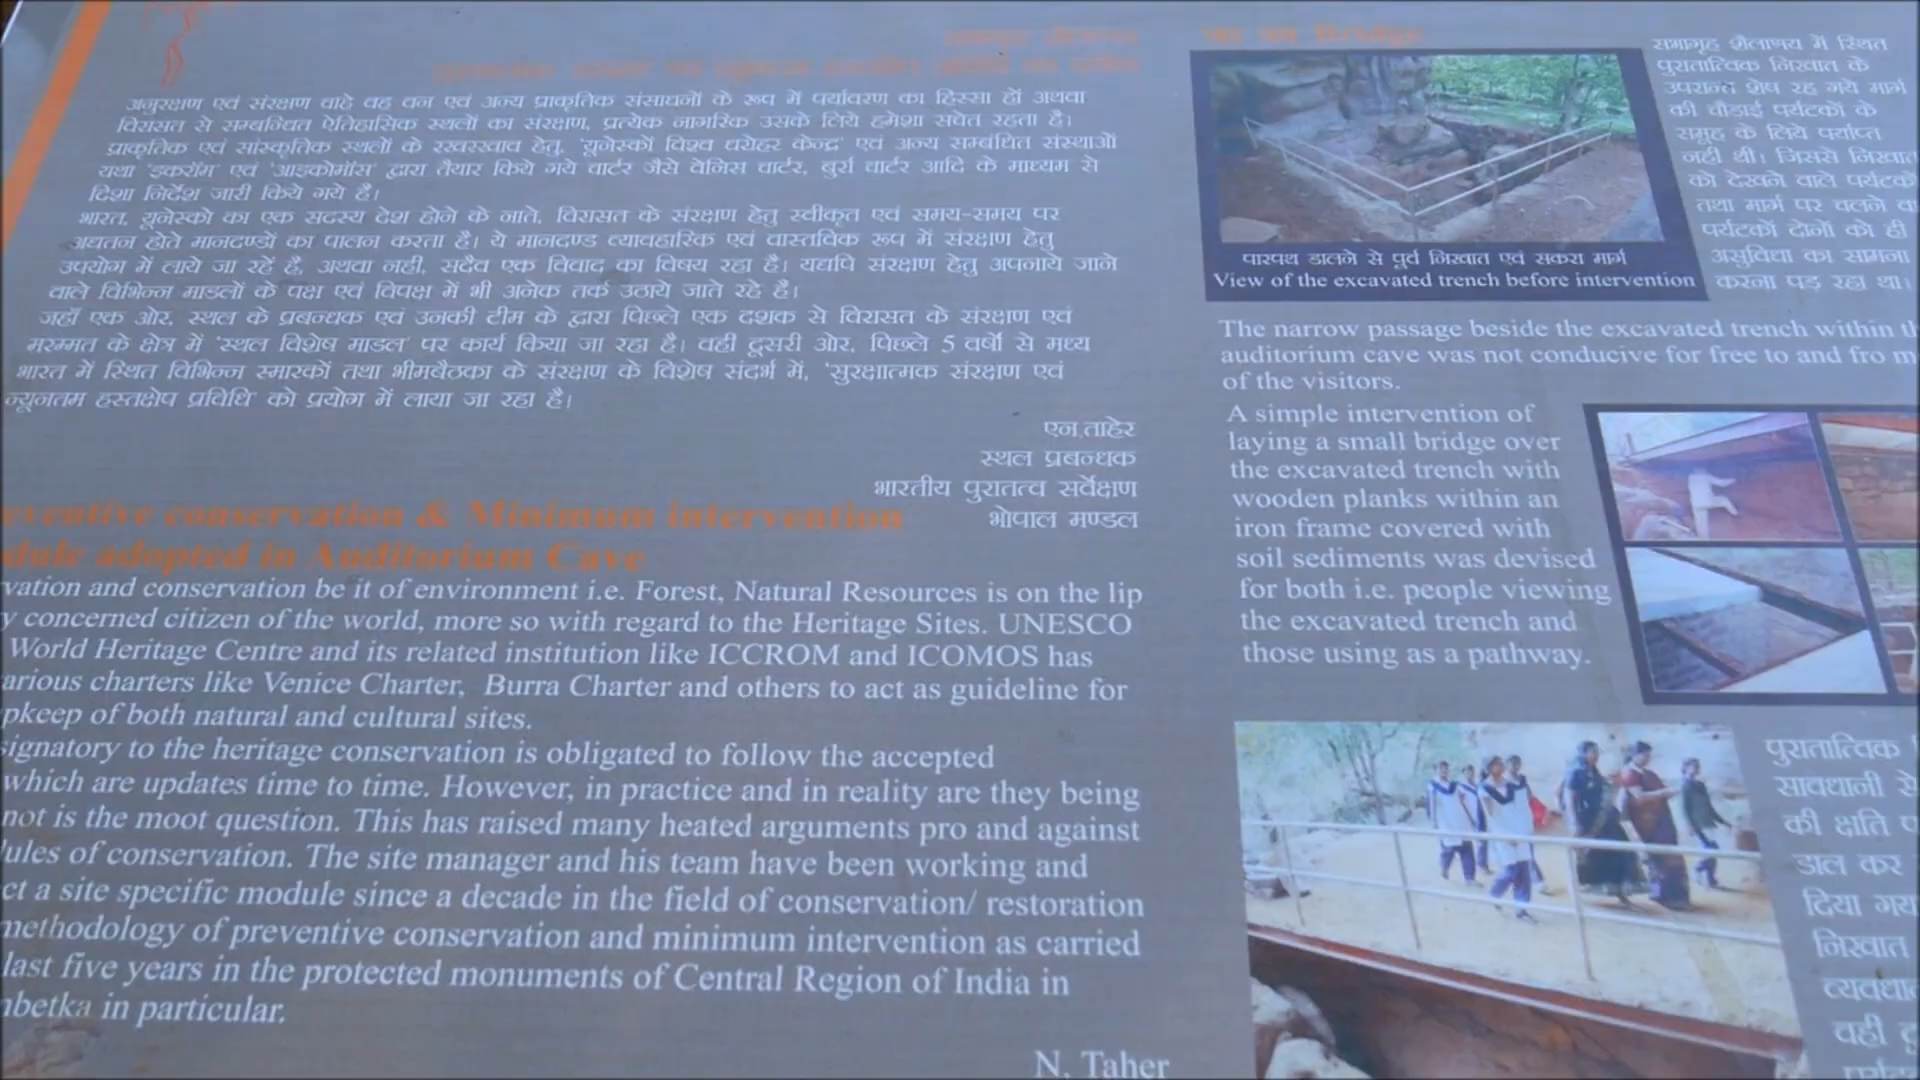 अनुरक्षण एवं संरक्षण चाहे वह वन एवं अन्य प्राकृतिक संसाधनों के रूप में पर्यावरण का हिस्सा हों अथवा
विरासत से सम्बन्धित ऐतिहासिक स्थलों का संरक्षण, प्रत्येक नागरिक उसके लिये हमेशा सचेत रहता है।
प्राकृतिक एवं सांस्कृतिक स्थलों के रखरखाव हेतु, 'यूनेस्कों विश्व धरोहर केन्द्र' एवं अन्य सम्बंधित संस्थाओं
यथा 'इकरॉम' एवं 'आइकोमॉस' द्वारा तैयार किये गये चार्टर जैसे वेनिस चार्टर, बुर्रा चार्टर आदि के माध्यम से
दिशा निर्देश जारी किये गये है।
भारत, यूनेस्को का एक सदस्य देश होने के नाते, विरासत के संरक्षण हेतु स्वीकृत एवं समय-समय पर
अद्यतन होते मानदण्डों का पालन करता है। ये मानदण्ड व्यावहारिक एवं वास्तविक रूप में संरक्षण हेतु
उपयोग में लाये जा रहें है, अथवा नही, सदैव एक विवाद का विषय रहा है। यद्यपि संरक्षण हेतु अपनाये जाने
वाले विभिन्न माडलों के पक्ष एवं विपक्ष में भी अनेक तर्क उठाये जाते रहे है।
जहाँ एक ओर, स्थल के प्रबन्धक एवं उनकी टीम के द्वारा पिछ्ले एक दशक से विरासत के संरक्षण एवं
मरम्मत के क्षेत्र में 'स्थल विशेष माडल' पर कार्य किया जा रहा है। वही दूसरी ओर, पिछ्ले 5 वर्षो से मध्य
भारत में स्थित विभिन्न स्मारकों तथा भीमबैठका के संरक्षण के विशेष संदर्भ में, 'सुरक्षात्मक संरक्षण एवं
न्यूनतम हस्तक्षेप प्रविधि' को प्रयोग में लाया जा रहा है।
एन.ताहेर
स्थल प्रबन्धक
भारतीय पुरातत्व सर्वेक्षण
भोपाल मण्डल
eventive conservation & Minimum intervention
dule adopted in Auditorium Cave
vation and conservation be it of environment i.e. Forest, Natural Resources is on the lip
y concerned citizen of the world, more so with regard to the Heritage Sites. UNESCO
World Heritage Centre and its related institution like ICCROM and ICOMOS has
arious charters like Venice Charter, Burra Charter and others to act as guideline for
pkeep of both natural and cultural sites.
signatory to the heritage conservation is obligated to follow the accepted
which are updates time to time. However, in practice and in reality are they being
not is the moot question. This has raised many heated arguments pro and against
ules of conservation. The site manager and his team have been working and
ct a site specific module since a decade in the field of conservation/ restoration
methodology of preventive conservation and minimum intervention as carried
last five years in the protected monuments of Central Region of India in
betka in particular.
N. Taher
सभागृह शैलाश्रय में स्थित
पुरातात्विक निखात के
उपरान्त शेष रह गये मार्ग
की चौड़ाई पर्यटकों के
समूह के लिये पर्याप्त
नही थी। जिससे निखात
को देखने वाले पर्यटको
तथा मार्ग पर चलने
पर्यटकों दोनों को ही
असुविधा का सामना
करना पड़ रहा था।
पारपथ डालने से पूर्व निखात एवं सकरा मार्ग
View of the excavated trench before intervention
The narrow passage beside the excavated trench within th
auditorium cave was not conducive for free to and fro m
of the visitors.
A simple intervention of
laying a small bridge over
the excavated trench with
wooden planks within an
iron frame covered with
soil sediments was devised
for both i.e. people viewing
the excavated trench and
those using as a pathway.
पुरातात्विक
सावधानी से
की क्षति
डाल कर
दिया गय
निखात
व्यवधा
वही